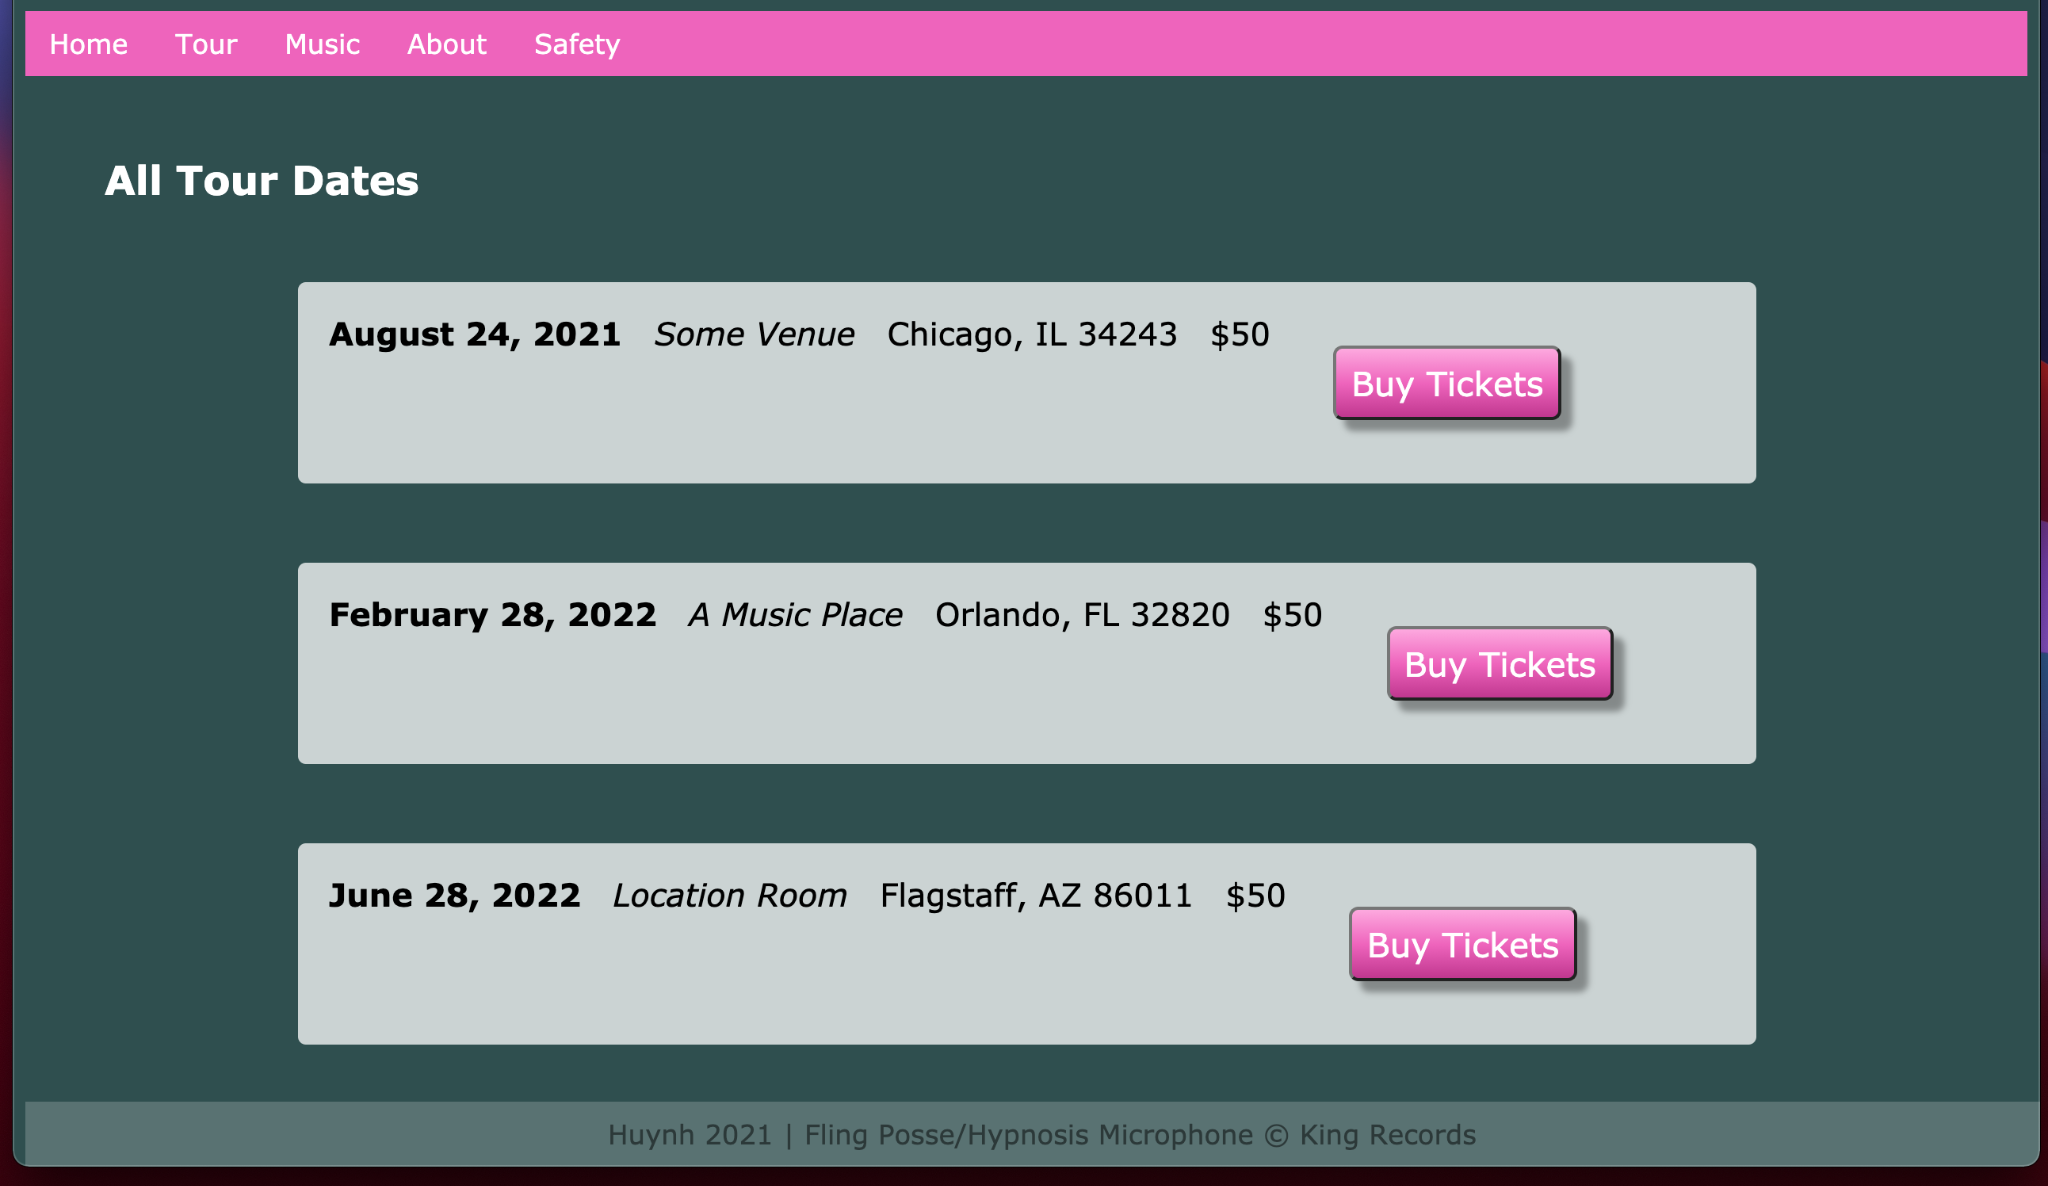 Home Tour Music About Safety
All Tour Dates
August 24, 2021 Some Venue Chicago, IL 34243 $50
Buy Tickets
February 28, 2022 A Music Place Orlando, FL 32820 $50
Buy Tickets
June 28, 2022 Location Room Flagstaff, AZ 86011 $50
Buy Tickets
Huynh 2021 | Fling Posse/Hypnosis Microphone © King Records